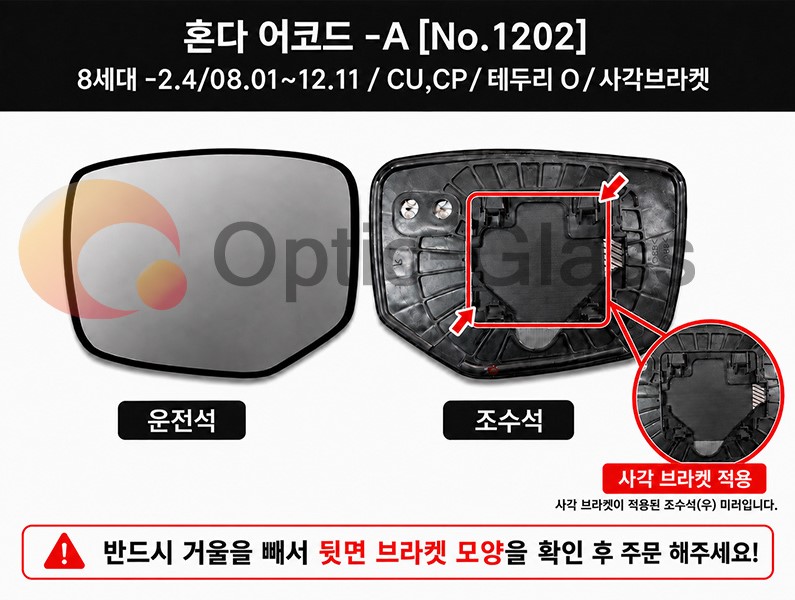 혼다 어코드 -A [No.1202]
8세대 -2.4/08.01~12.11 / CU,CP / 테두리 O / 사각브라켓
Optic Glass
운전석
조수석
사각 브라켓 적용
사각 브라켓이 적용된 조수석(우) 미러입니다.
반드시 거울을 빼서 뒷면 브라켓 모양을 확인 후 주문 해주세요!